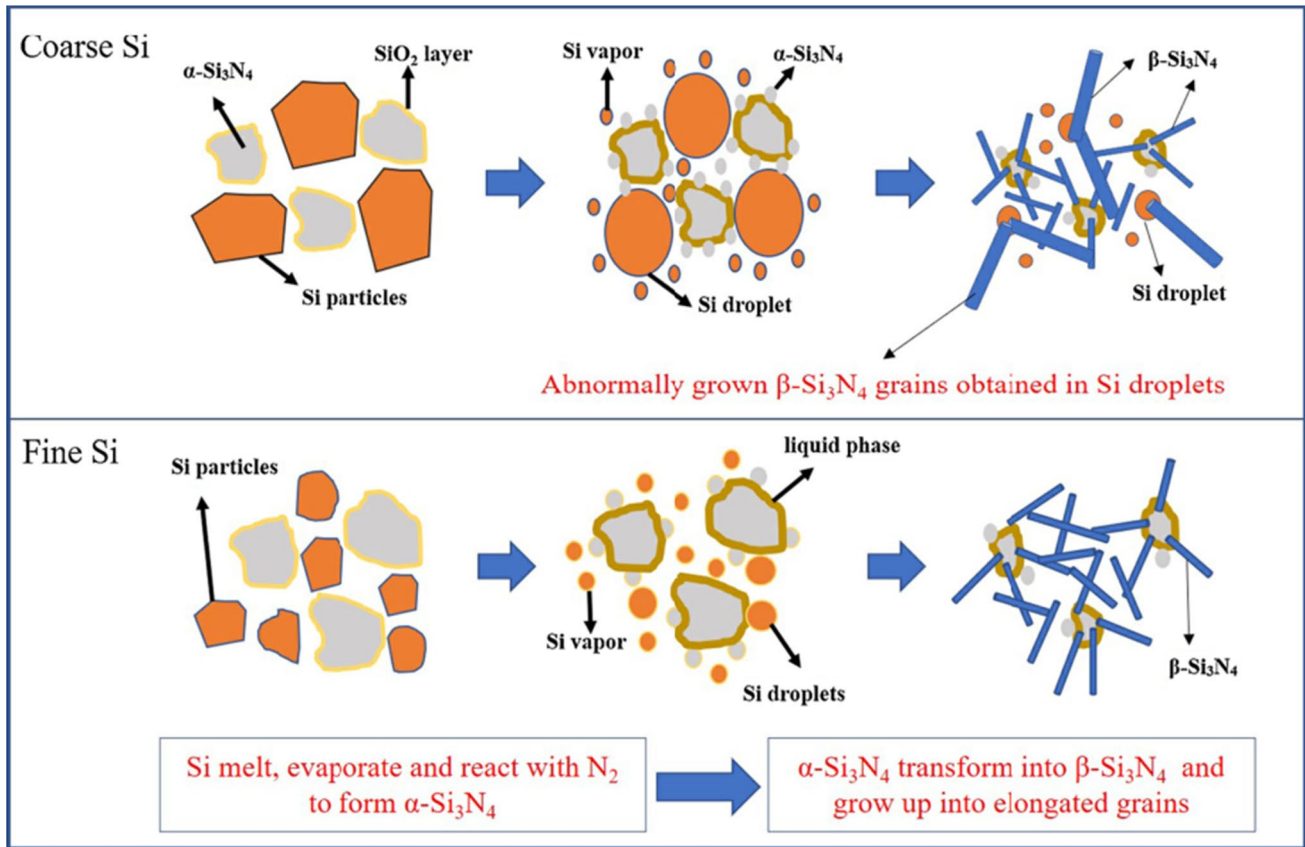 Coarse Si
α-Si₃N₄
SiO₂ layer
Si particles
Si vapor
α-Si₃N₄
Si droplet
β-Si₃N₄
Si droplet
Abnormally grown β-Si₃N₄ grains obtained in Si droplets
Fine Si
Si particles
liquid phase
Si vapor
Si droplets
β-Si₃N₄
Si melt, evaporate and react with N₂
to form α-Si₃N₄
α-Si₃N₄ transform into β-Si₃N₄ and
grow up into elongated grains